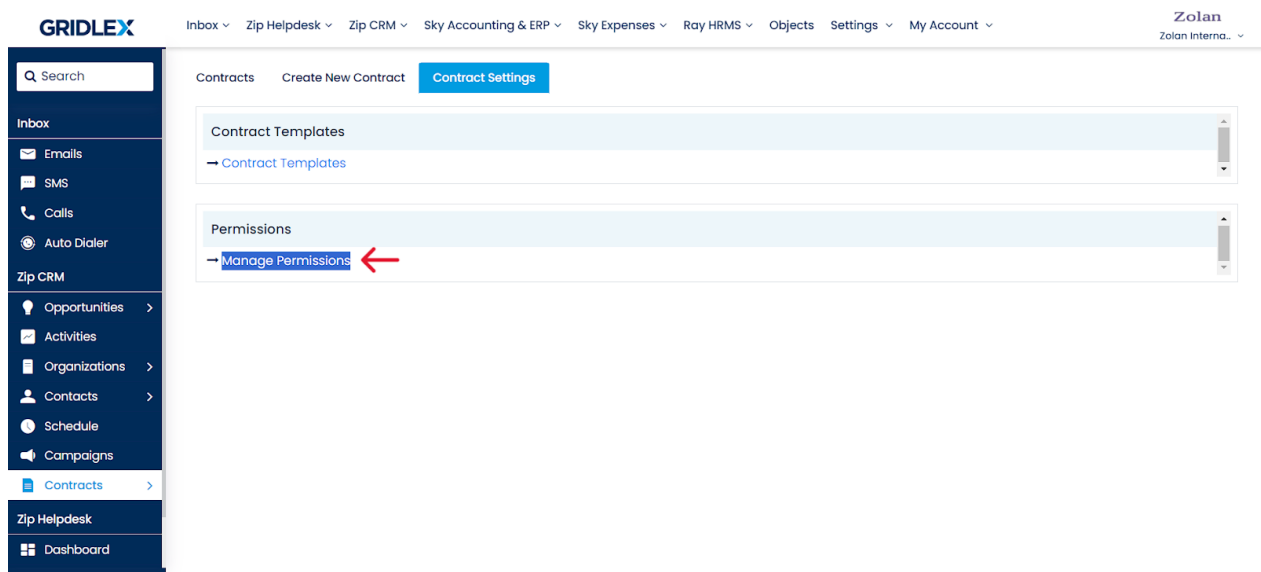 GRIDLEX
Inbox Zip Helpdesk Zip CRM Sky Accounting & ERP Sky Expenses Ray HRMS Objects Settings My Account
Zolan
Zolan Interna..
Search
Contracts Create New Contract Contract Settings
Inbox
Emails
SMS
Calls
Auto Dialer
Zip CRM
Opportunities
Activities
Organizations
Contacts
Schedule
Campaigns
Contracts
Zip Helpdesk
Dashboard
Contract Templates
→ Contract Templates
Permissions
→ Manage Permissions